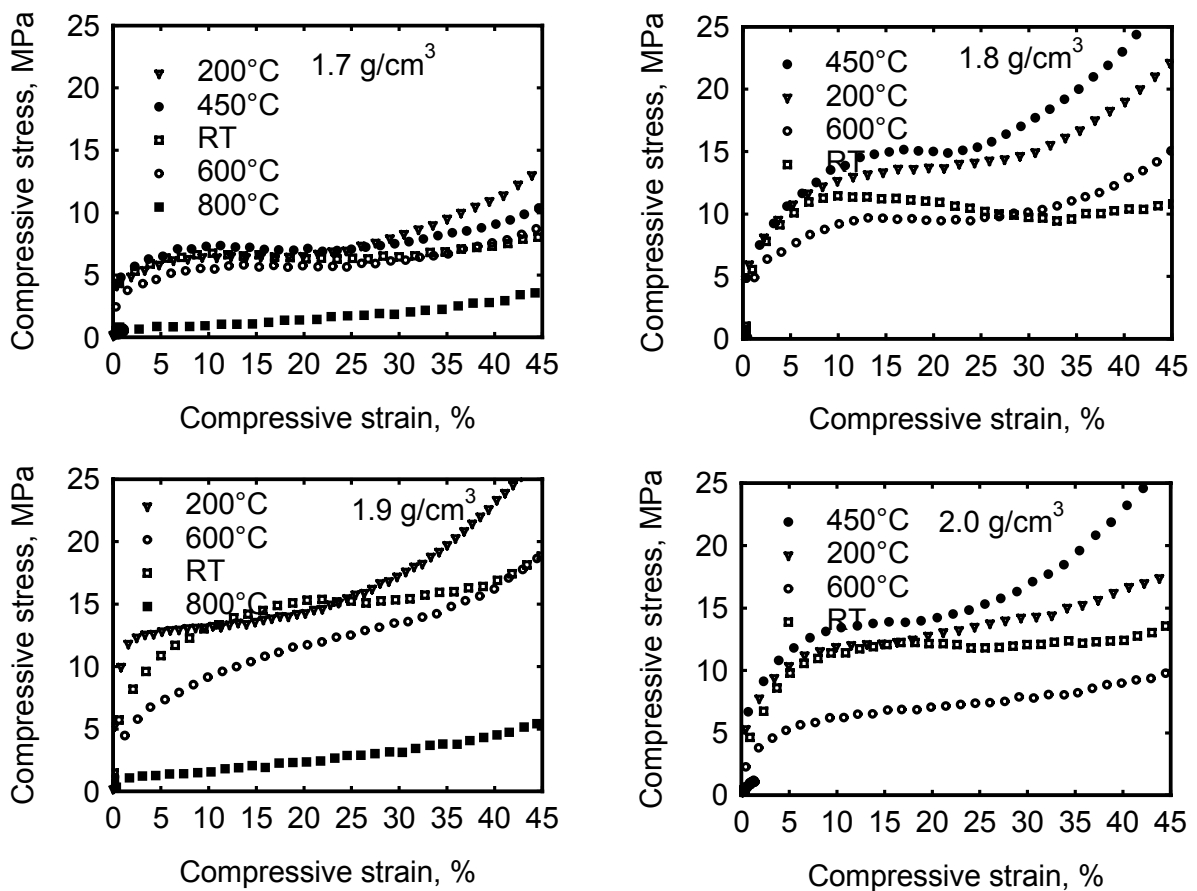 Compressive stress, MPa
25
20
15
10
5
0
1.7 g/cm³
200°C
450°C
RT
600°C
800°C
0 5 10 15 20 25 30 35 40 45
Compressive strain, %
Compressive stress, MPa
25
20
15
10
5
0
1.8 g/cm³
450°C
200°C
600°C
RT
0 5 10 15 20 25 30 35 40 45
Compressive strain, %
Compressive stress, MPa
25
20
15
10
5
0
1.9 g/cm³
200°C
600°C
RT
800°C
0 5 10 15 20 25 30 35 40 45
Compressive strain, %
Compressive stress, MPa
25
20
15
10
5
0
2.0 g/cm³
450°C
200°C
600°C
RT
0 5 10 15 20 25 30 35 40 45
Compressive strain, %